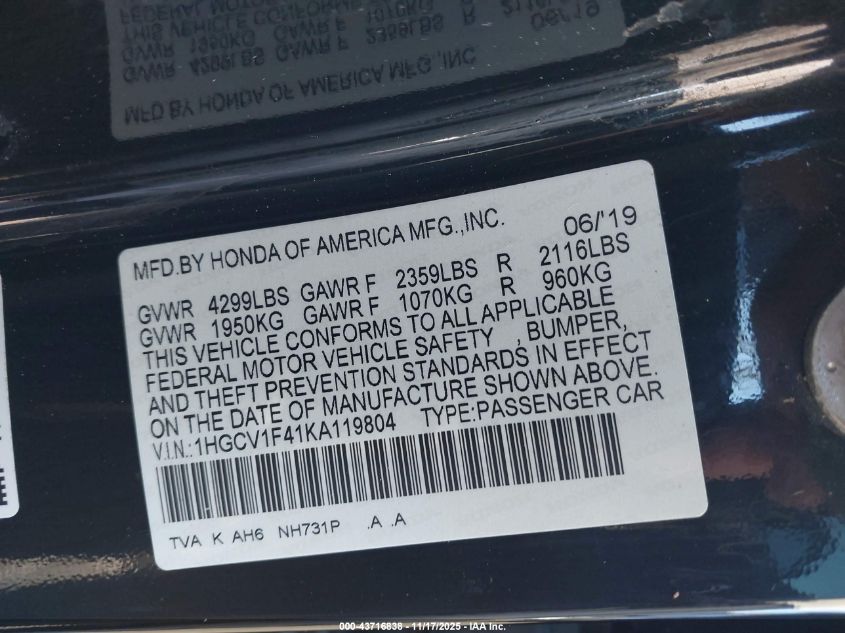 MFD.BY HONDA OF AMERICA MFG.,INC. 06/'19
GVWR 4299LBS GAWR F 2359LBS R 2116LBS
GVWR 1950KG GAWR F 1070KG R 960KG
THIS VEHICLE CONFORMS TO ALL APPLICABLE
FEDERAL MOTOR VEHICLE SAFETY , BUMPER,
AND THEFT PREVENTION STANDARDS IN EFFECT
ON THE DATE OF MANUFACTURE SHOWN ABOVE.
V.I.N.:1HGCV1F41KA119804 TYPE:PASSENGER CAR
TVA K AH6 NH731P .A .A
000-43716838 - 11/17/2025 - IAA Inc.